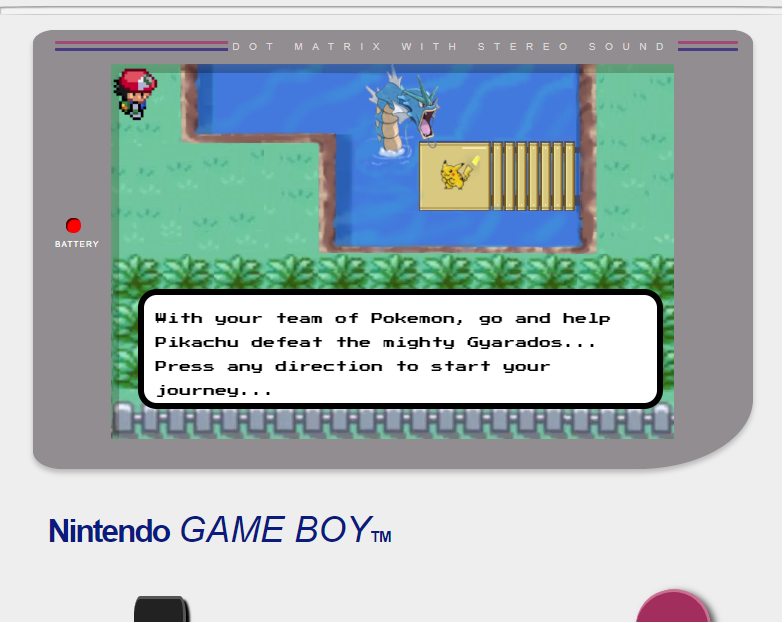 DOT MATRIX WITH STEREO SOUND
BATTERY
With your team of Pokemon, go and help
Pikachu defeat the mighty Gyarados...
Press any direction to start your
journey...
Nintendo GAME BOY TM